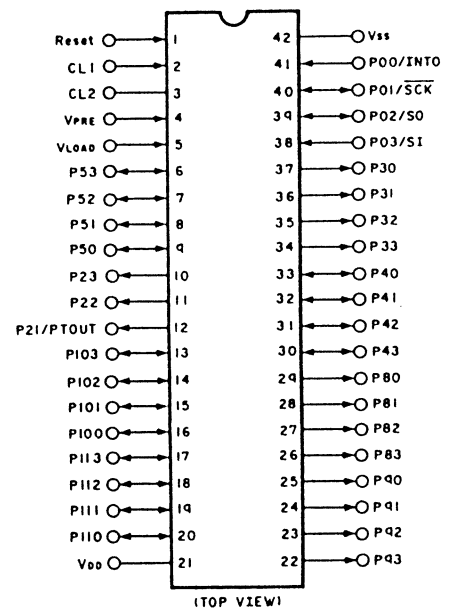 Reset 1 42 Vss
CL1 2 41 P00/INT0
CL2 3 40 P01/SCK
VPRE 4 39 P02/SO
VLOAD 5 38 P03/SI
P53 6 37 P30
P52 7 36 P31
P51 8 35 P32
P50 9 34 P33
P23 10 33 P40
P22 11 32 P41
P21/PTOUT 12 31 P42
P103 13 30 P43
P102 14 29 P80
P101 15 28 P81
P100 16 27 P82
P113 17 26 P83
P112 18 25 P90
P111 19 24 P91
P110 20 23 P92
VDD 21 22 P93
(TOP VIEW)